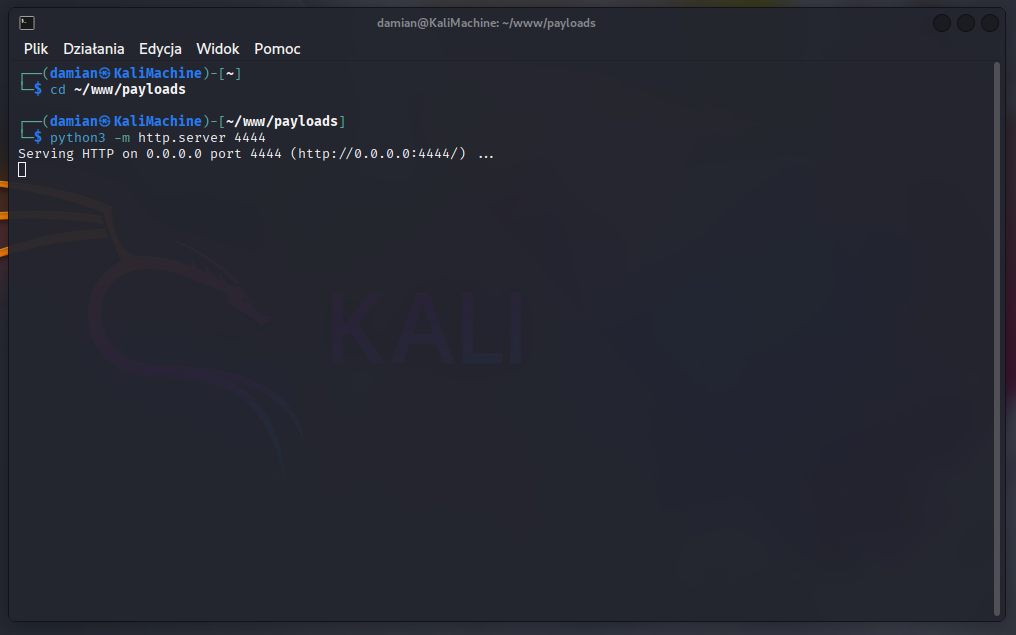 damian@KaliMachine: ~/www/payloads
Plik Działania Edycja Widok Pomoc
┌──(damian㉿KaliMachine)-[~]
└─$ cd ~/www/payloads
┌──(damian㉿KaliMachine)-[~/www/payloads]
└─$ python3 -m http.server 4444
Serving HTTP on 0.0.0.0 port 4444 (http://0.0.0.0:4444/) ...
KALI